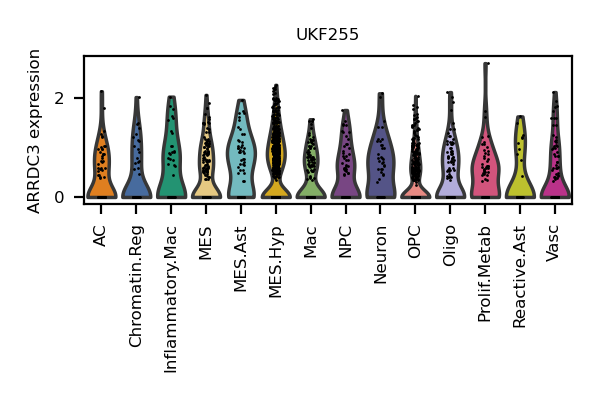 UKF255
ARRDC3 expression
2
0
AC
Chromatin.Reg
Inflammatory.Mac
MES
MES.Ast
MES.Hyp
Mac
NPC
Neuron
OPC
Oligo
Prolif.Metab
Reactive.Ast
Vasc